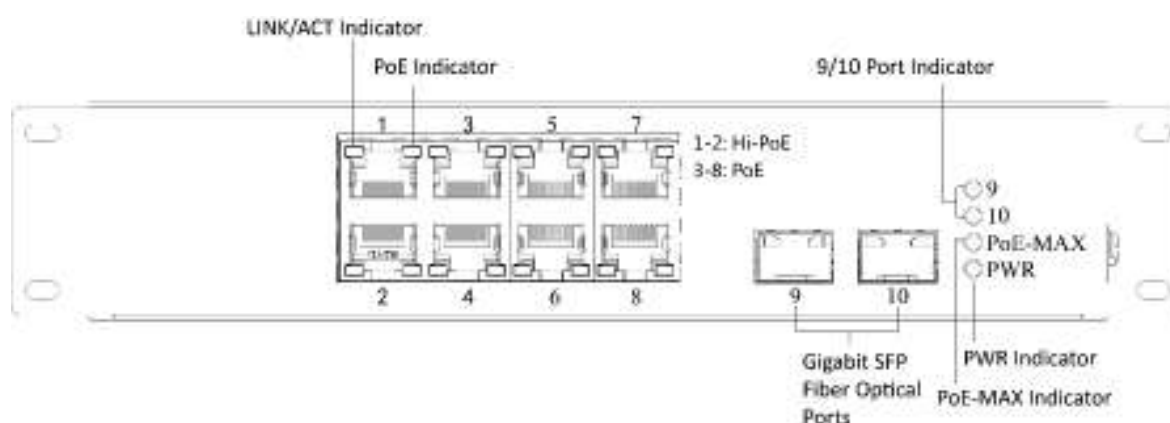 LINK/ACT Indicator
PoE Indicator
9/10 Port Indicator
1 3 5 7
1-2: Hi-PoE
3-8: PoE
9
10
PoE-MAX
PWR
2 4 6 8
9 10
Gigabit SFP
Fiber Optical
Ports
PWR Indicator
PoE-MAX Indicator